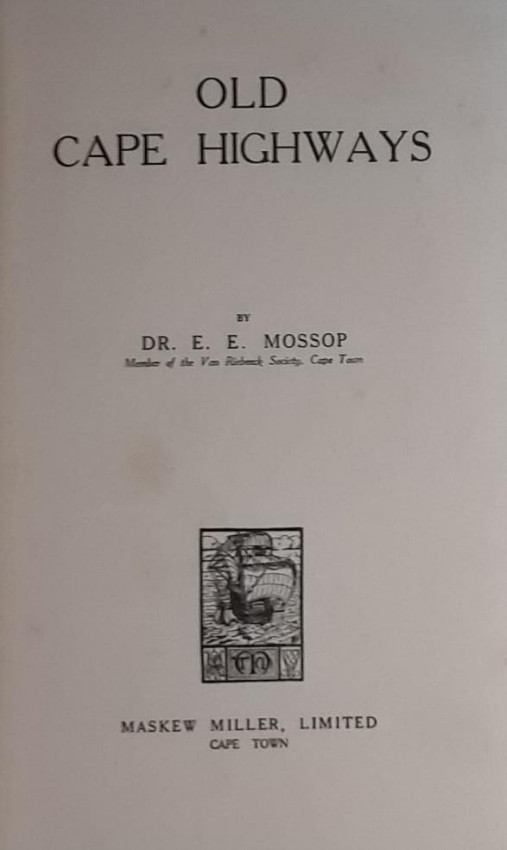 OLD
CAPE HIGHWAYS
BY
DR. E. E. MOSSOP
Member of the Van Riebeeck Society, Cape Town
MASKEW MILLER, LIMITED
CAPE TOWN